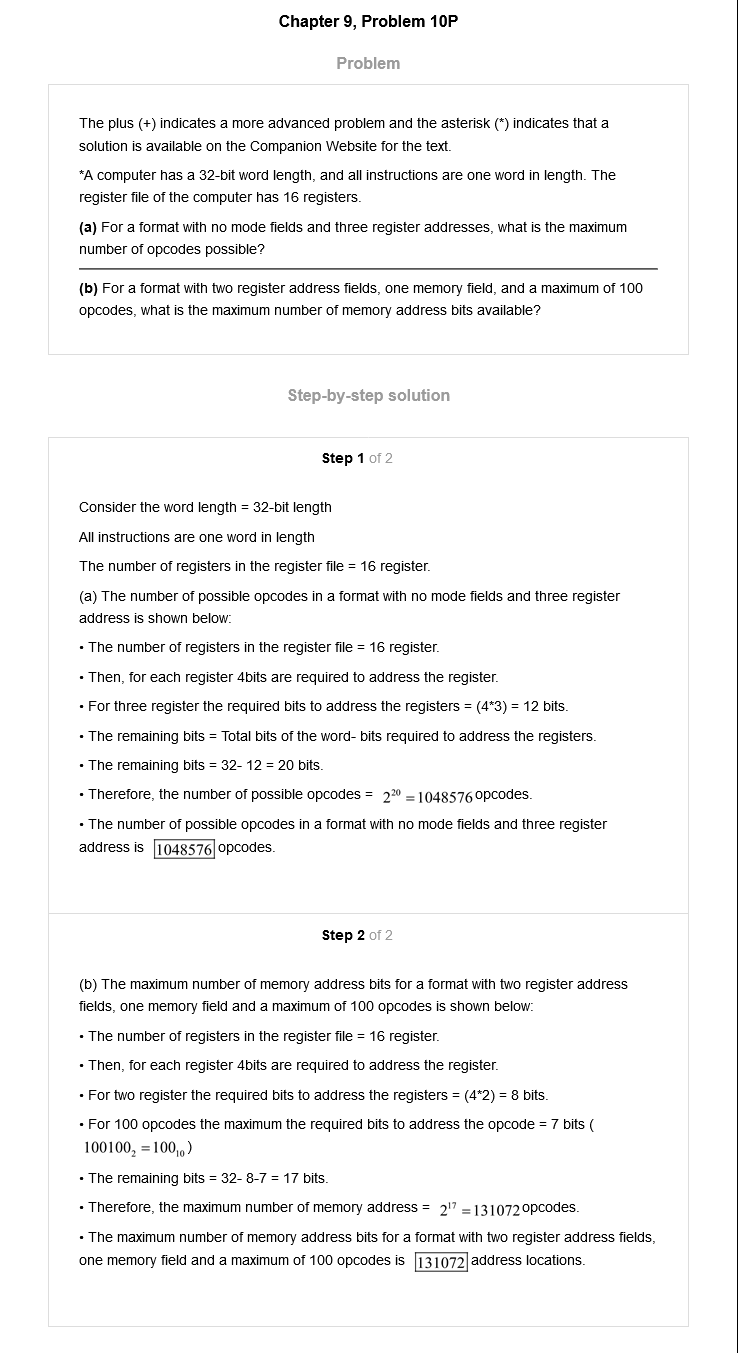 Chapter 9, Problem 10P
Problem
The plus (+) indicates a more advanced problem and the asterisk (*) indicates that a
solution is available on the Companion Website for the text.
*A computer has a 32-bit word length, and all instructions are one word in length. The
register file of the computer has 16 registers.
(a) For a format with no mode fields and three register addresses, what is the maximum
number of opcodes possible?
(b) For a format with two register address fields, one memory field, and a maximum of 100
opcodes, what is the maximum number of memory address bits available?
Step-by-step solution
Step 1 of 2
Consider the word length = 32-bit length
All instructions are one word in length
The number of registers in the register file = 16 register.
(a) The number of possible opcodes in a format with no mode fields and three register
address is shown below:
• The number of registers in the register file = 16 register.
• Then, for each register 4bits are required to address the register.
• For three register the required bits to address the registers = (4*3) = 12 bits.
• The remaining bits = Total bits of the word- bits required to address the registers.
• The remaining bits = 32- 12 = 20 bits.
• Therefore, the number of possible opcodes = 2²⁰ =1048576 opcodes.
• The number of possible opcodes in a format with no mode fields and three register
address is 1048576 opcodes.
Step 2 of 2
(b) The maximum number of memory address bits for a format with two register address
fields, one memory field and a maximum of 100 opcodes is shown below:
• The number of registers in the register file = 16 register.
• Then, for each register 4bits are required to address the register.
• For two register the required bits to address the registers = (4*2) = 8 bits.
• For 100 opcodes the maximum the required bits to address the opcode = 7 bits (
100100₂ =100₁₀)
• The remaining bits = 32- 8-7 = 17 bits.
• Therefore, the maximum number of memory address = 2¹⁷ =131072 opcodes.
• The maximum number of memory address bits for a format with two register address fields,
one memory field and a maximum of 100 opcodes is 131072 address locations.